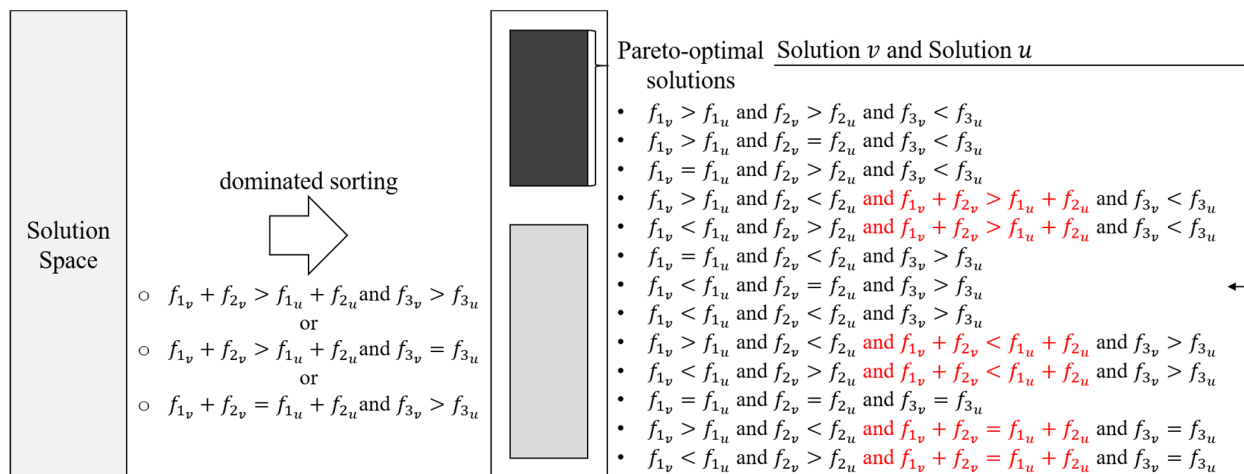 Solution
Space
dominated sorting
○ f₁ᵥ + f₂ᵥ > f₁ᵤ + f₂ᵤand f₃ᵥ > f₃ᵤ
or
○ f₁ᵥ + f₂ᵥ > f₁ᵤ + f₂ᵤand f₃ᵥ = f₃ᵤ
or
○ f₁ᵥ + f₂ᵥ = f₁ᵤ + f₂ᵤand f₃ᵥ > f₃ᵤ
Pareto-optimal
solutions
Solution v and Solution u
• f₁ᵥ > f₁ᵤ and f₂ᵥ > f₂ᵤ and f₃ᵥ < f₃ᵤ
• f₁ᵥ > f₁ᵤ and f₂ᵥ = f₂ᵤ and f₃ᵥ < f₃ᵤ
• f₁ᵥ = f₁ᵤ and f₂ᵥ > f₂ᵤ and f₃ᵥ < f₃ᵤ
• f₁ᵥ > f₁ᵤ and f₂ᵥ < f₂ᵤ and f₁ᵥ + f₂ᵥ > f₁ᵤ + f₂ᵤ and f₃ᵥ < f₃ᵤ
• f₁ᵥ < f₁ᵤ and f₂ᵥ > f₂ᵤ and f₁ᵥ + f₂ᵥ > f₁ᵤ + f₂ᵤ and f₃ᵥ < f₃ᵤ
• f₁ᵥ = f₁ᵤ and f₂ᵥ < f₂ᵤ and f₃ᵥ > f₃ᵤ
• f₁ᵥ < f₁ᵤ and f₂ᵥ = f₂ᵤ and f₃ᵥ > f₃ᵤ
• f₁ᵥ < f₁ᵤ and f₂ᵥ < f₂ᵤ and f₃ᵥ > f₃ᵤ
• f₁ᵥ > f₁ᵤ and f₂ᵥ < f₂ᵤ and f₁ᵥ + f₂ᵥ < f₁ᵤ + f₂ᵤ and f₃ᵥ > f₃ᵤ
• f₁ᵥ < f₁ᵤ and f₂ᵥ > f₂ᵤ and f₁ᵥ + f₂ᵥ < f₁ᵤ + f₂ᵤ and f₃ᵥ > f₃ᵤ
• f₁ᵥ = f₁ᵤ and f₂ᵥ = f₂ᵤ and f₃ᵥ = f₃ᵤ
• f₁ᵥ > f₁ᵤ and f₂ᵥ < f₂ᵤ and f₁ᵥ + f₂ᵥ = f₁ᵤ + f₂ᵤ and f₃ᵥ = f₃ᵤ
• f₁ᵥ < f₁ᵤ and f₂ᵥ > f₂ᵤ and f₁ᵥ + f₂ᵥ = f₁ᵤ + f₂ᵤ and f₃ᵥ = f₃ᵤ